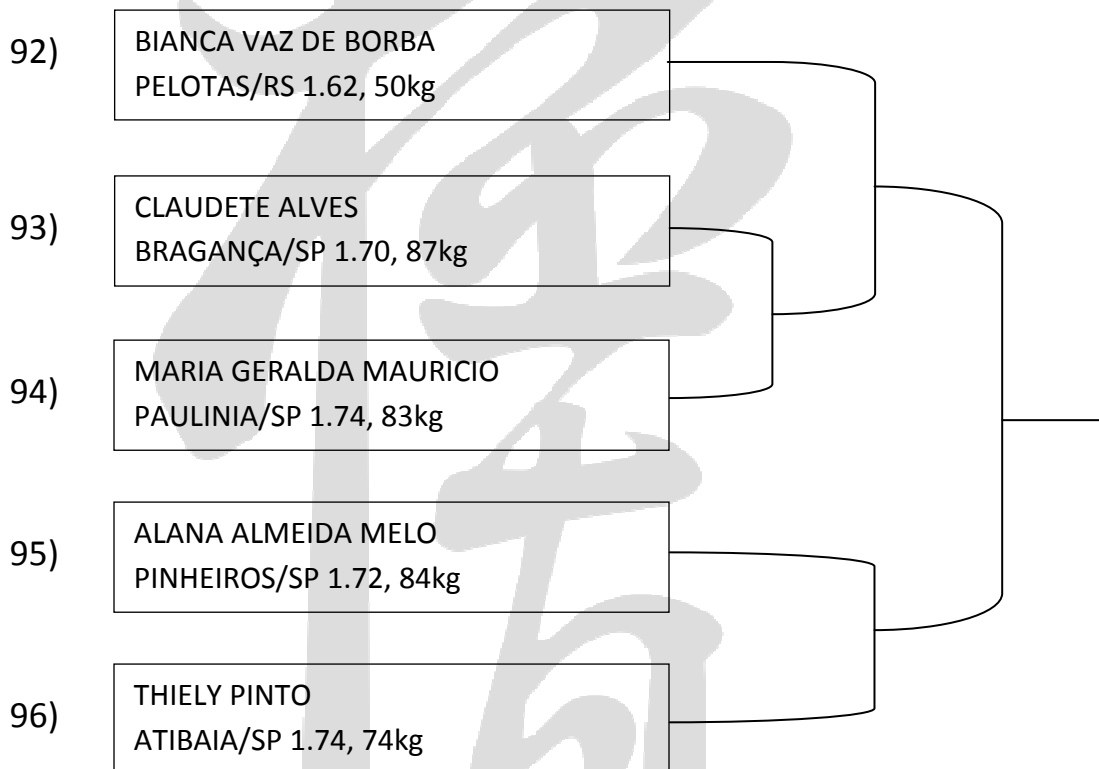 92)
BIANCA VAZ DE BORBA
PELOTAS/RS 1.62, 50kg
93)
CLAUDETE ALVES
BRAGANÇA/SP 1.70, 87kg
94)
MARIA GERALDA MAURICIO
PAULINIA/SP 1.74, 83kg
95)
ALANA ALMEIDA MELO
PINHEIROS/SP 1.72, 84kg
96)
THIELY PINTO
ATIBAIA/SP 1.74, 74kg